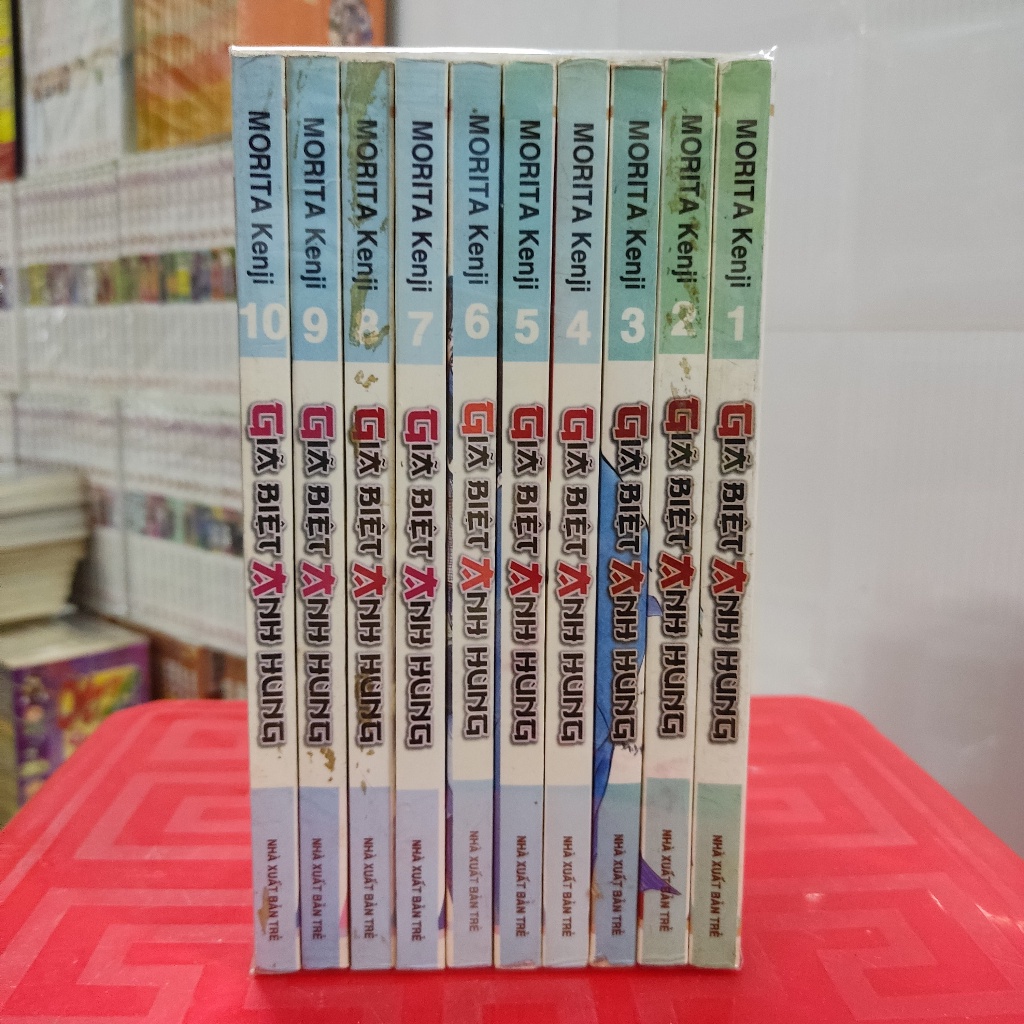 MORITA Kenji 10 GIÃ BIỆT ANH HÙNG NHÀ XUẤT BẢN TRẺ
MORITA Kenji 9 GIÃ BIỆT ANH HÙNG NHÀ XUẤT BẢN TRẺ
MORITA Kenji 8 GIÃ BIỆT ANH HÙNG NHÀ XUẤT BẢN TRẺ
MORITA Kenji 7 GIÃ BIỆT ANH HÙNG NHÀ XUẤT BẢN TRẺ
MORITA Kenji 6 GIÃ BIỆT ANH HÙNG NHÀ XUẤT BẢN TRẺ
MORITA Kenji 5 GIÃ BIỆT ANH HÙNG NHÀ XUẤT BẢN TRẺ
MORITA Kenji 4 GIÃ BIỆT ANH HÙNG NHÀ XUẤT BẢN TRẺ
MORITA Kenji 3 GIÃ BIỆT ANH HÙNG NHÀ XUẤT BẢN TRẺ
MORITA Kenji 2 GIÃ BIỆT ANH HÙNG NHÀ XUẤT BẢN TRẺ
MORITA Kenji 1 GIÃ BIỆT ANH HÙNG NHÀ XUẤT BẢN TRẺ